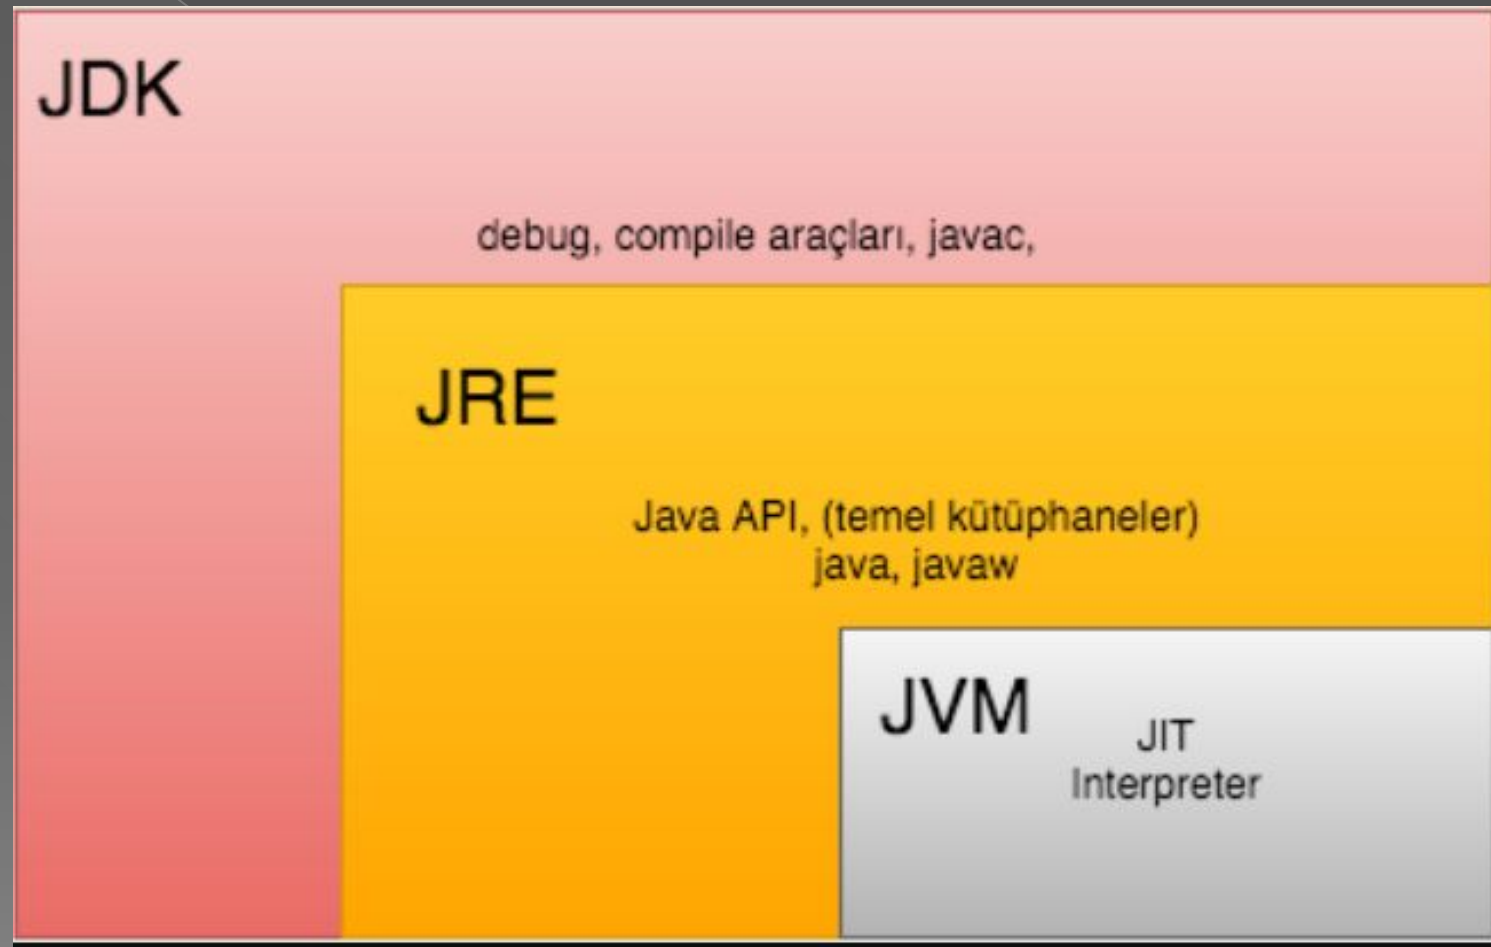 JDK
debug, compile araçları, javac,
JRE
Java API, (temel kütüphaneler)
java, javaw
JVM
JIT
Interpreter